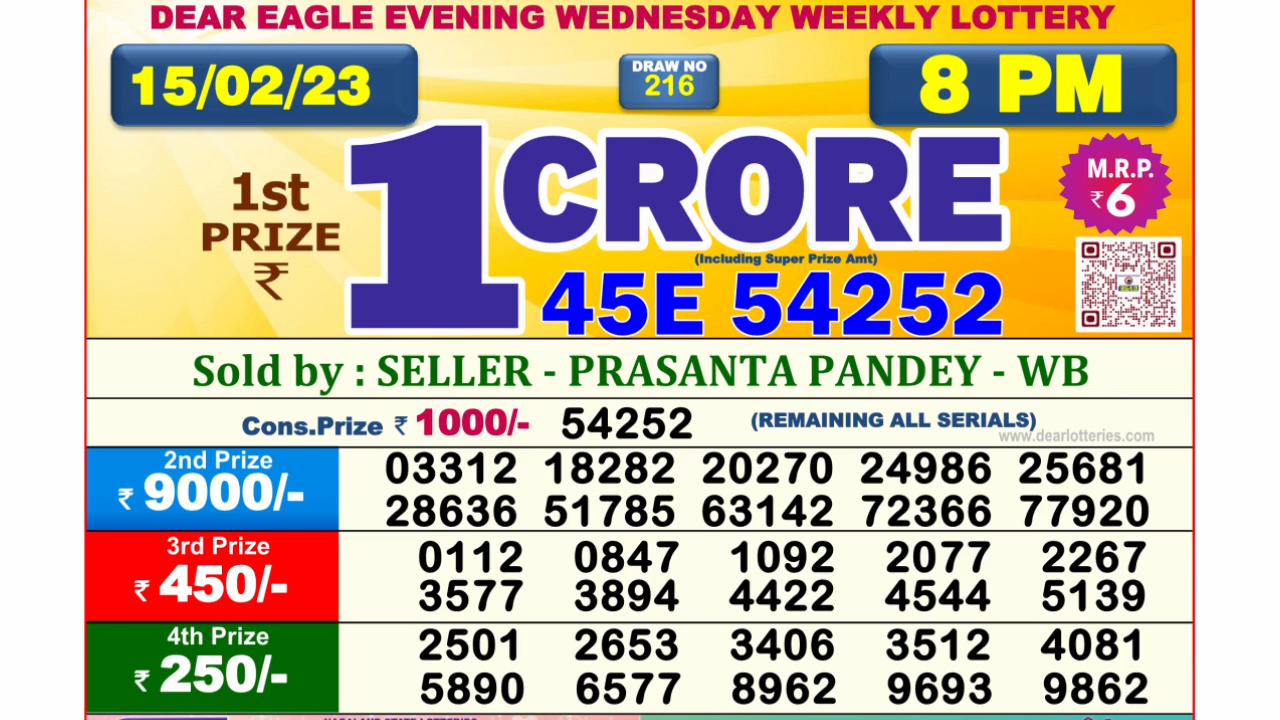 DEAR EAGLE EVENING WEDNESDAY WEEKLY LOTTERY
15/02/23 DRAW NO 216 8 PM
1st PRIZE ₹ 1 CRORE M.R.P. ₹ 6
(Including Super Prize Amt)
45E 54252
Sold by : SELLER - PRASANTA PANDEY - WB
Cons.Prize ₹ 1000/- 54252 (REMAINING ALL SERIALS)
www.dearlotteries.com
2nd Prize
₹ 9000/-
03312 18282 20270 24986 25681
28636 51785 63142 72366 77920
3rd Prize
₹ 450/-
0112 0847 1092 2077 2267
3577 3894 4422 4544 5139
4th Prize
₹ 250/-
2501 2653 3406 3512 4081
5890 6577 8962 9693 9862